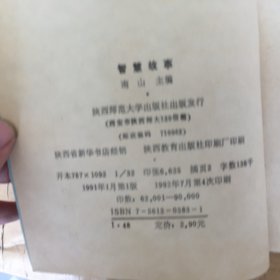 智慧故事
南山 主编
陕西师范大学出版社出版发行
(西安市陕西师大120信箱)
(邮政编码 710062)
陕西省新华书店经销 陕西教育出版社印刷厂印刷
开本787×1092 1/32 印张6.625 插页2 字数138千
1991年1月第1版 1992年7月第4次印刷
印数: 62,001—90,000
ISBN 7-5613-0385-1
I·48 定价: 2.90元